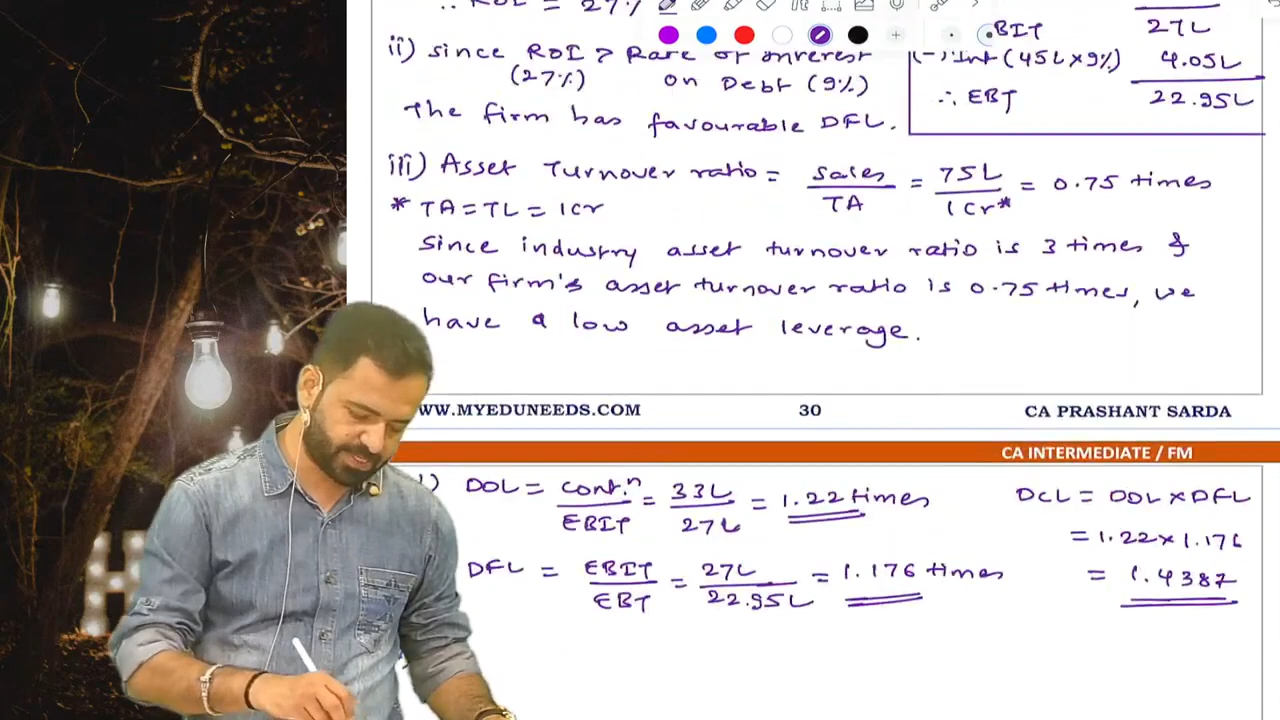 ∴ ROI = 27%
EBIT 27L
ii) since ROI > Rate of interest
(-) Int (45L x 9%) 4.05L
(27%) on Debt (9%)
∴ EBT 22.95L
The firm has favourable DFL.
iii) Asset Turnover ratio = Sales / TA = 75L / 1Cr* = 0.75 times
* TA = TL = 1Cr
Since industry asset turnover ratio is 3 times &
our firm's asset turnover ratio is 0.75 times, we
have a low asset leverage.
WW.MYEDUNEEDS.COM 30 CA PRASHANT SARDA
CA INTERMEDIATE / FM
DOL = Cont.n / EBIT = 33L / 27L = 1.22 times
DCL = DOL x DFL
= 1.22 x 1.176
DFL = EBIT / EBT = 27L / 22.95L = 1.176 times
= 1.4387